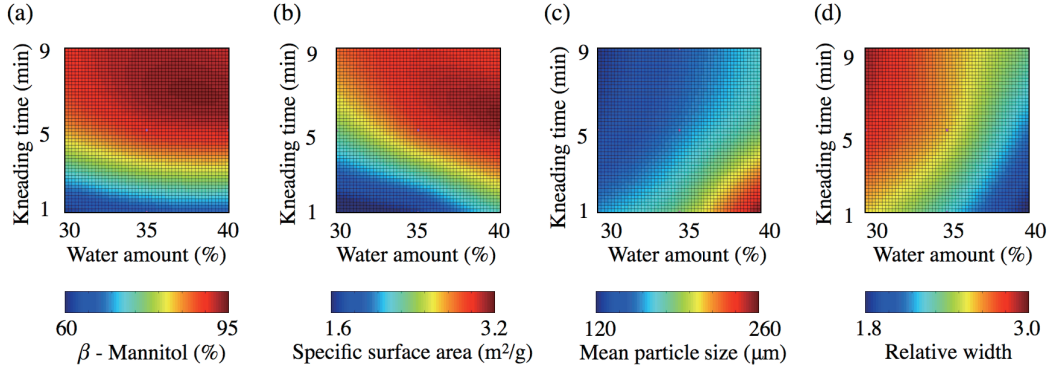 (a)
Kneading time (min)
9
5
1
30 35 40
Water amount (%)
60 95
β - Mannitol (%)
(b)
Kneading time (min)
9
5
1
30 35 40
Water amount (%)
1.6 3.2
Specific surface area (m²/g)
(c)
Kneading time (min)
9
5
1
30 35 40
Water amount (%)
120 260
Mean particle size (μm)
(d)
Kneading time (min)
9
5
1
30 35 40
Water amount (%)
1.8 3.0
Relative width